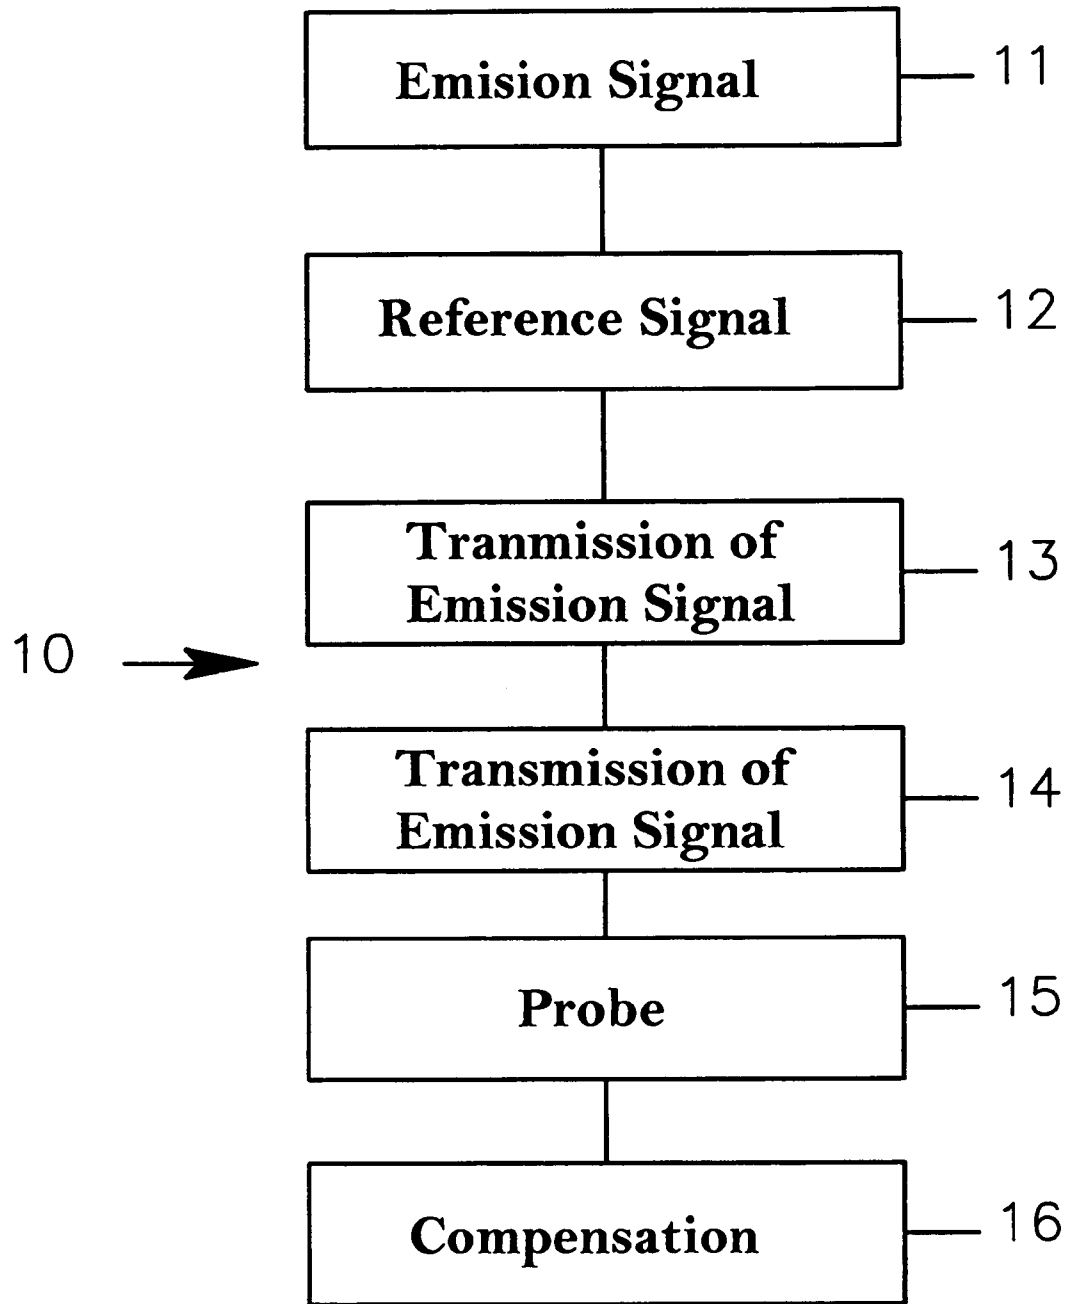 Emision Signal
11
Reference Signal
12
Tranmission of
Emission Signal
13
10
Transmission of
Emission Signal
14
Probe
15
Compensation
16